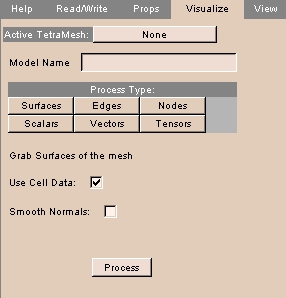 Help Read/Write Props Visualize View
Active TetraMesh: None
Model Name
Process Type:
Surfaces Edges Nodes
Scalars Vectors Tensors
Grab Surfaces of the mesh
Use Cell Data:
Smooth Normals:
Process